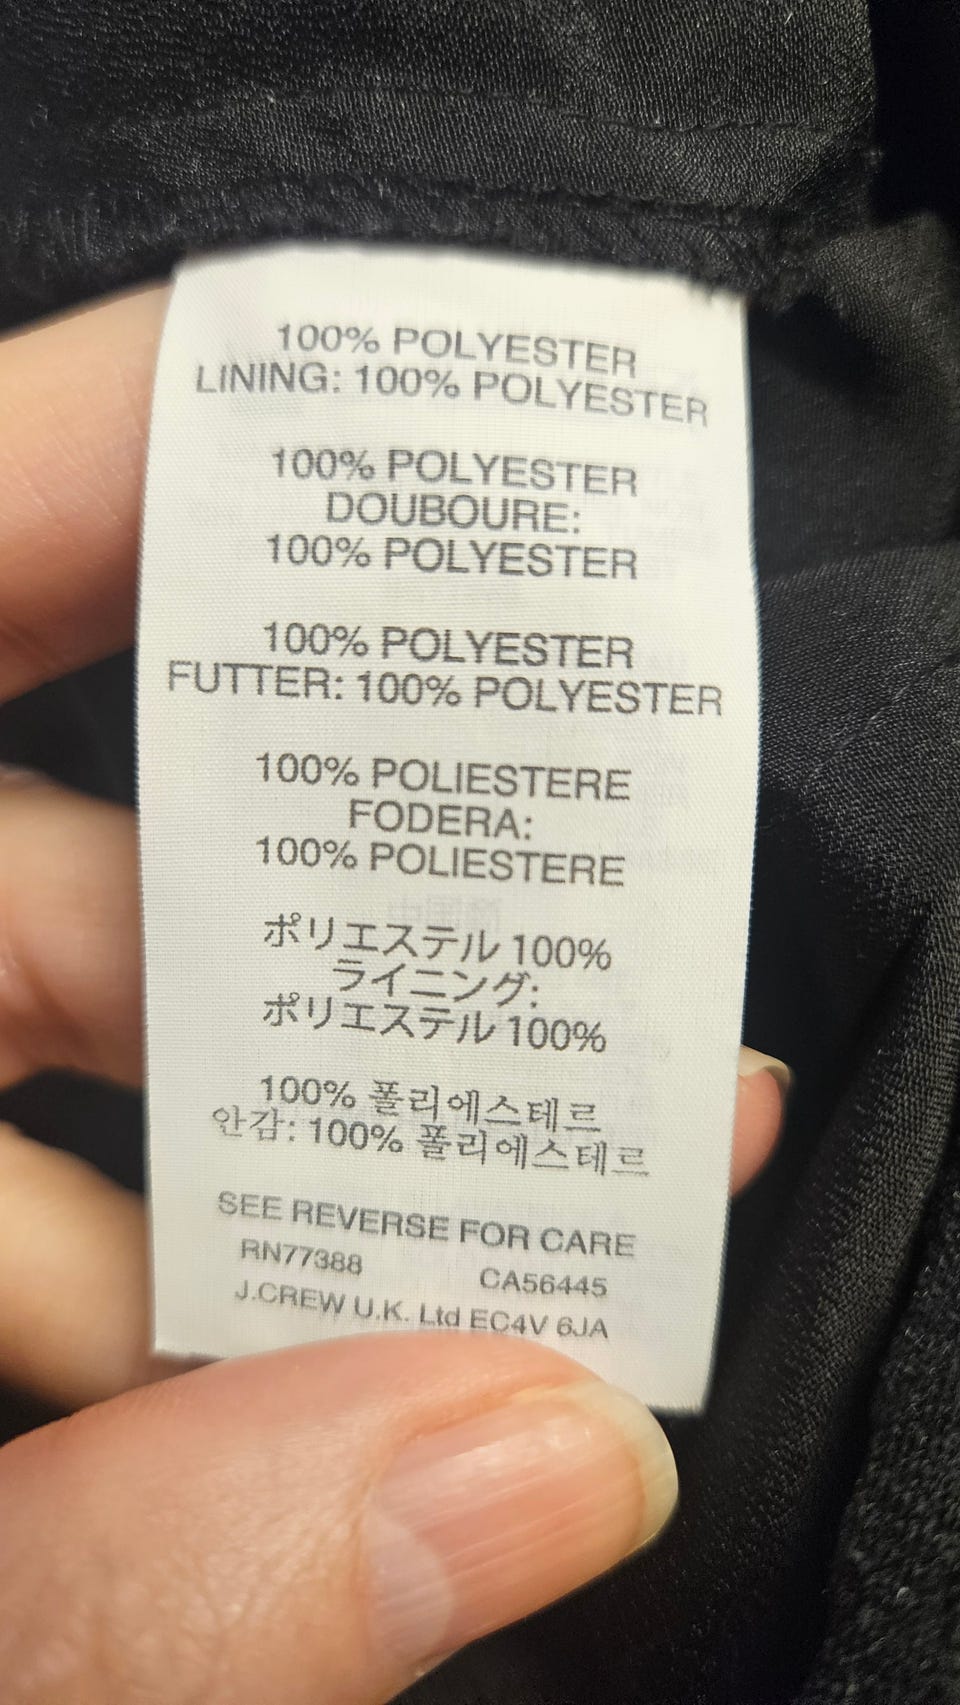 100% POLYESTER
LINING: 100% POLYESTER
100% POLYESTER
DOUBOURE:
100% POLYESTER
100% POLYESTER
FUTTER: 100% POLYESTER
100% POLIESTERE
FODERA:
100% POLIESTERE
ポリエステル 100%
ライニング:
ポリエステル 100%
100% 폴리에스테르
안감: 100% 폴리에스테르
SEE REVERSE FOR CARE
RN77388 CA56445
J.CREW U.K. Ltd EC4V 6JA